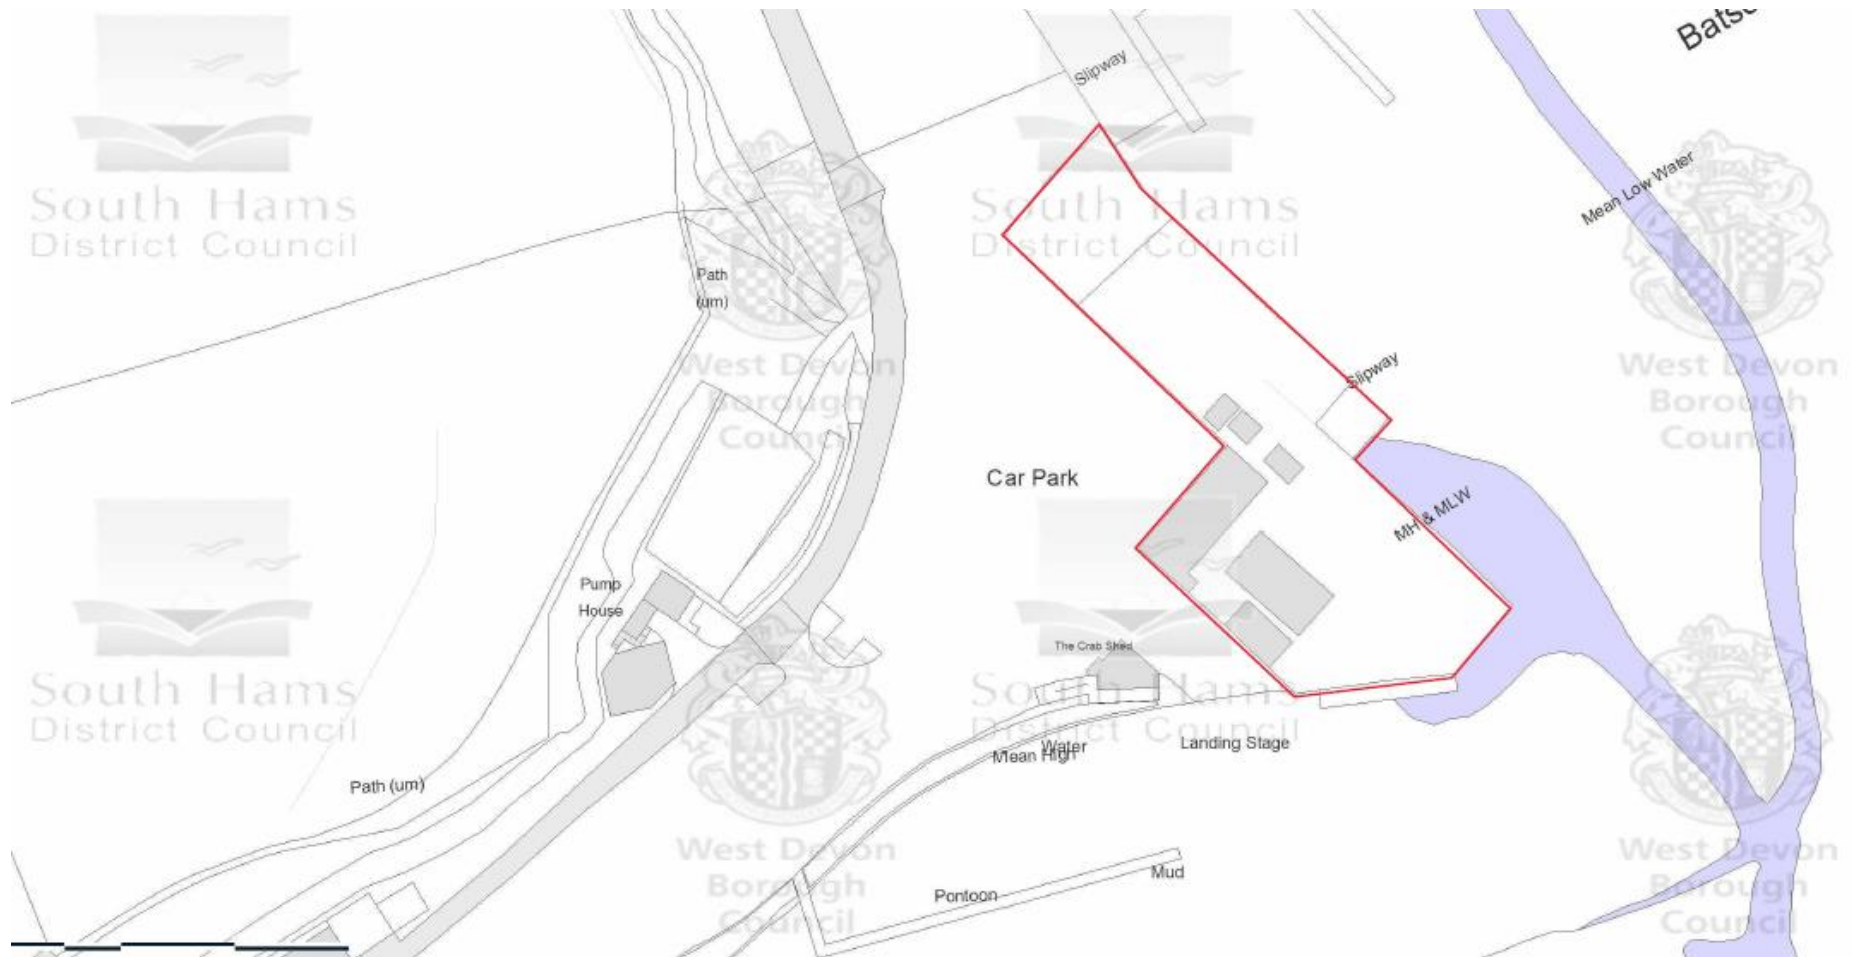 Slipway
South Hams
District Council
South Hams
District Council
Mean Low Water
Path
(um)
West Devon
Borough
Council
Slipway
West Devon
Borough
Council
Car Park
MH & MLW
Pump
House
The Crab Shed
South Hams
District Council
South Hams
District Council
Landing Stage
Water
Mean High
Path (um)
West Devon
Borough
Council
Mud
Pontoon
West Devon
Borough
Council